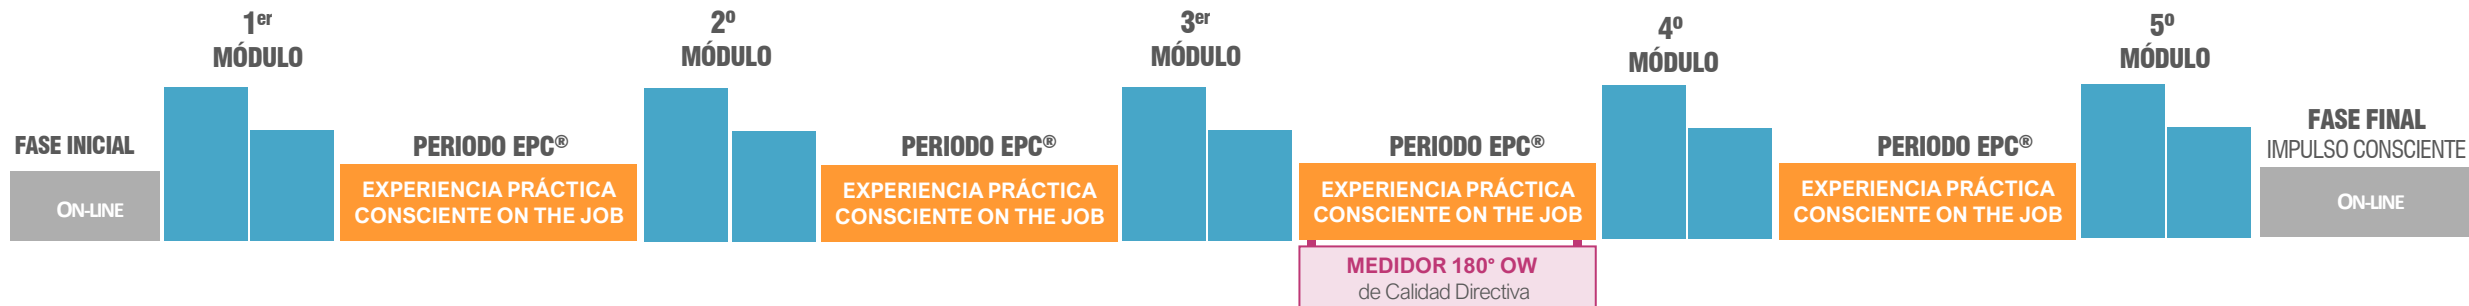 1er
MÓDULO
2º
MÓDULO
3er
MÓDULO
4º
MÓDULO
5º
MÓDULO
FASE INICIAL
ON-LINE
PERIODO EPC®
EXPERIENCIA PRÁCTICA
CONSCIENTE ON THE JOB
PERIODO EPC®
EXPERIENCIA PRÁCTICA
CONSCIENTE ON THE JOB
PERIODO EPC®
EXPERIENCIA PRÁCTICA
CONSCIENTE ON THE JOB
MEDIDOR 180° OW
de Calidad Directiva
PERIODO EPC®
EXPERIENCIA PRÁCTICA
CONSCIENTE ON THE JOB
FASE FINAL
IMPULSO CONSCIENTE
ON-LINE